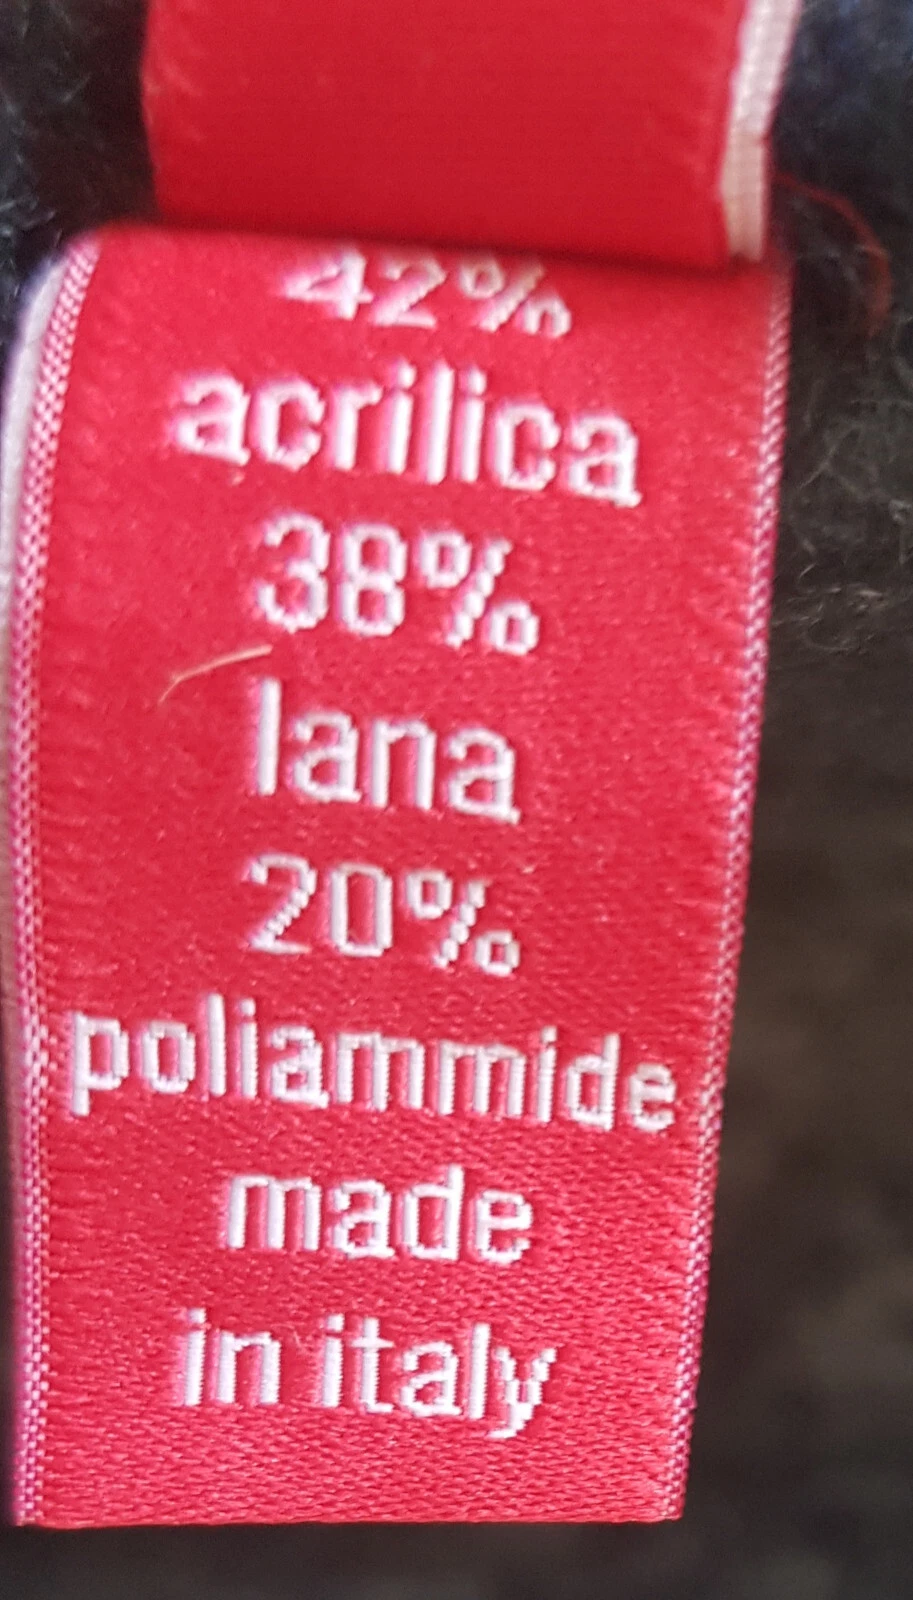 42%
acrilica
38%
lana
20%
poliammide
made
in italy